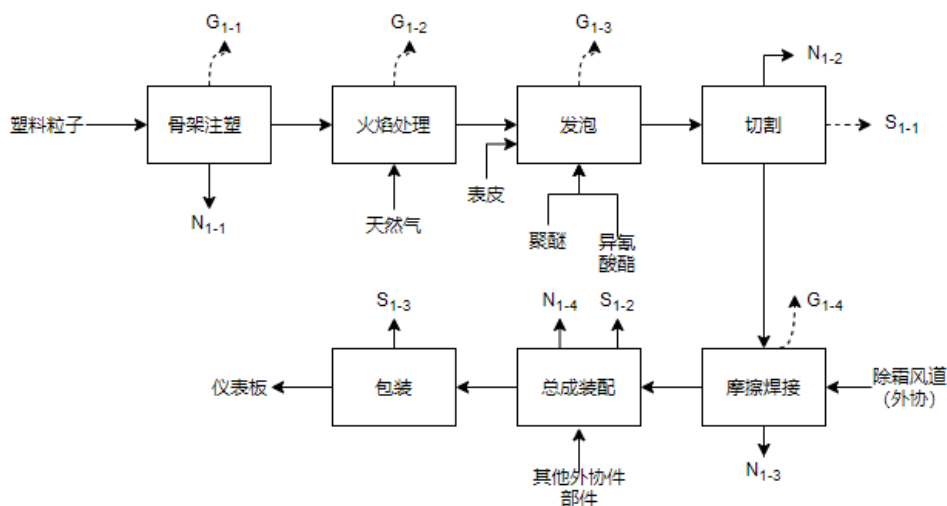 G1-1
G1-2
G1-3
N1-2
塑料粒子
骨架注塑
火焰处理
发泡
切割
S1-1
表皮
N1-1
天然气
聚醚
异氰
酸酯
S1-3
N1-4
S1-2
G1-4
仪表板
包装
总成装配
摩擦焊接
除霜风道
（外协）
N1-3
其他外协件
部件